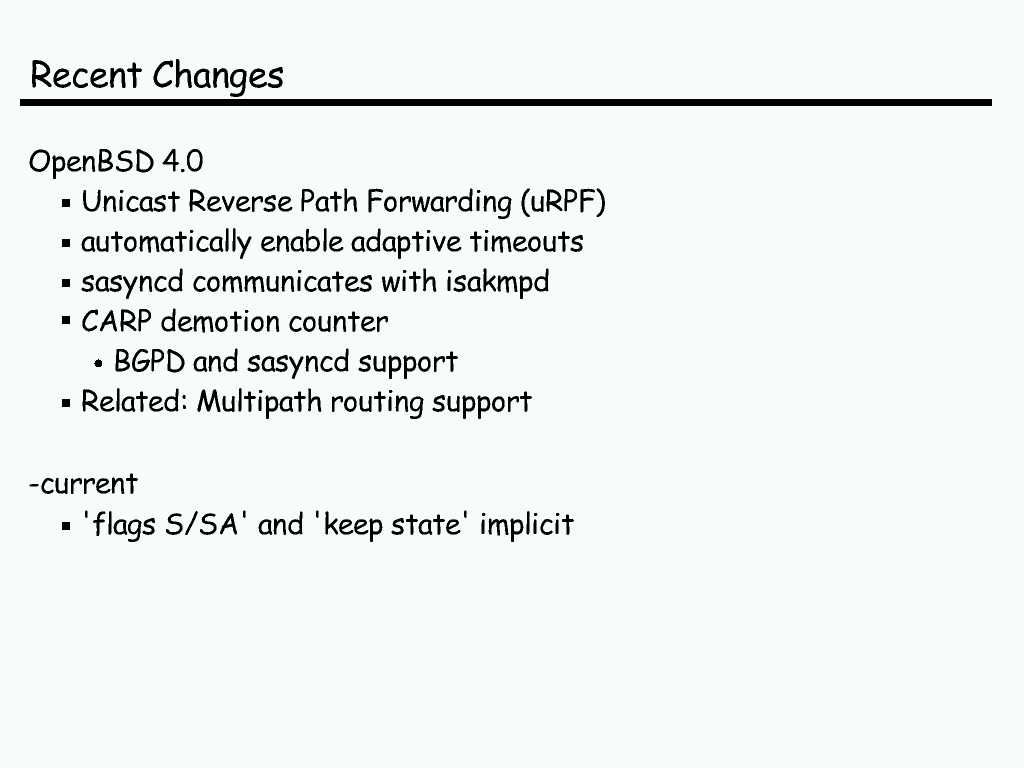 Recent Changes
OpenBSD 4.0
▪ Unicast Reverse Path Forwarding (uRPF)
▪ automatically enable adaptive timeouts
▪ sasyncd communicates with isakmpd
▪ CARP demotion counter
• BGPD and sasyncd support
▪ Related: Multipath routing support
-current
▪ 'flags S/SA' and 'keep state' implicit